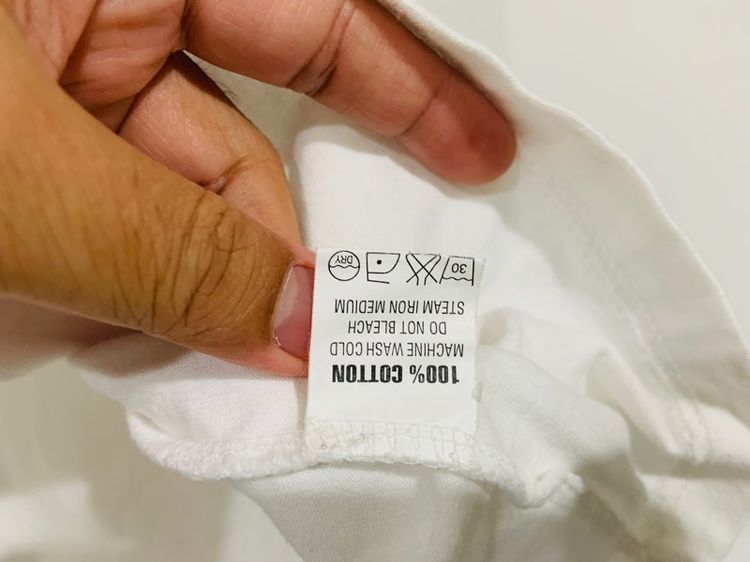 100% COTTON
MACHINE WASH COLD
DO NOT BLEACH
STEAM IRON MEDIUM
30 DRY